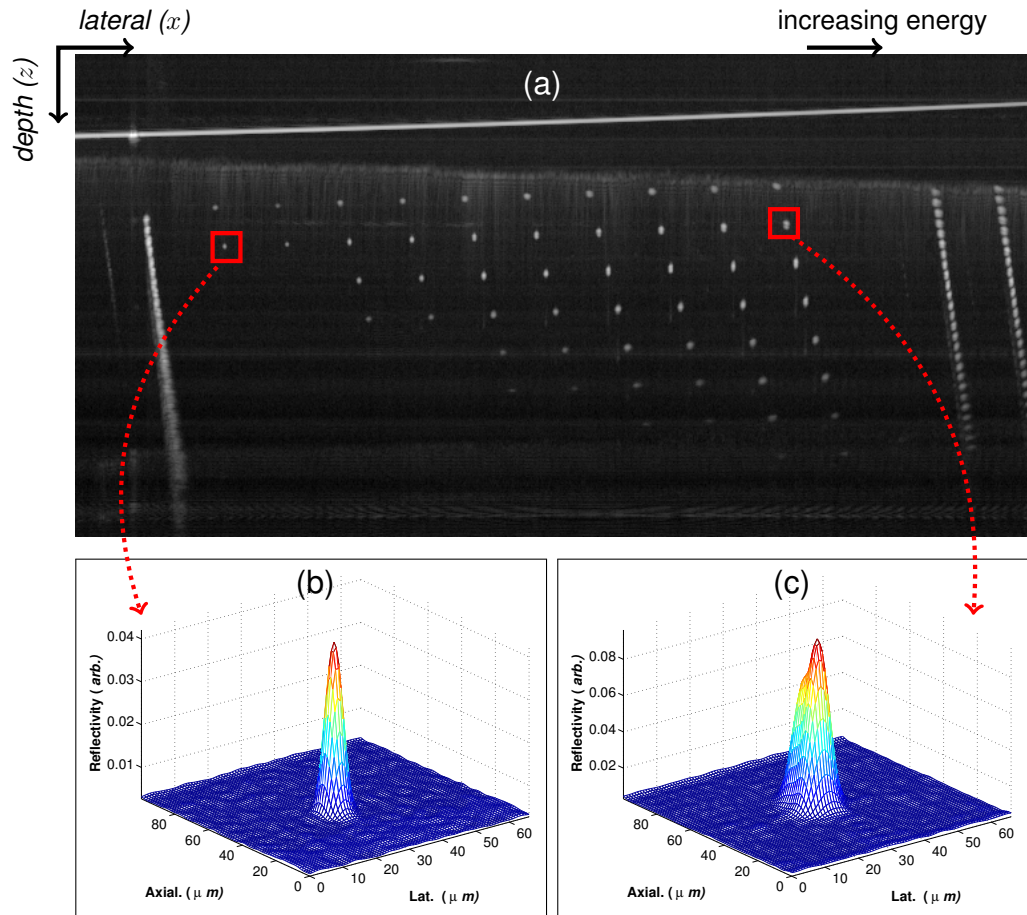 lateral (x)
increasing energy
depth (z)
(a)
(b)
(c)
0.04
0.03
0.02
0.01
Reflectivity ( arb.)
80
60
40
20
0
Axial. ( μ m)
0
10
20
30
40
50
60
Lat. ( μ m)
0.08
0.06
0.04
0.02
Reflectivity ( arb.)
80
60
40
20
0
Axial. ( μ m)
0
10
20
30
40
50
60
Lat. ( μ m)